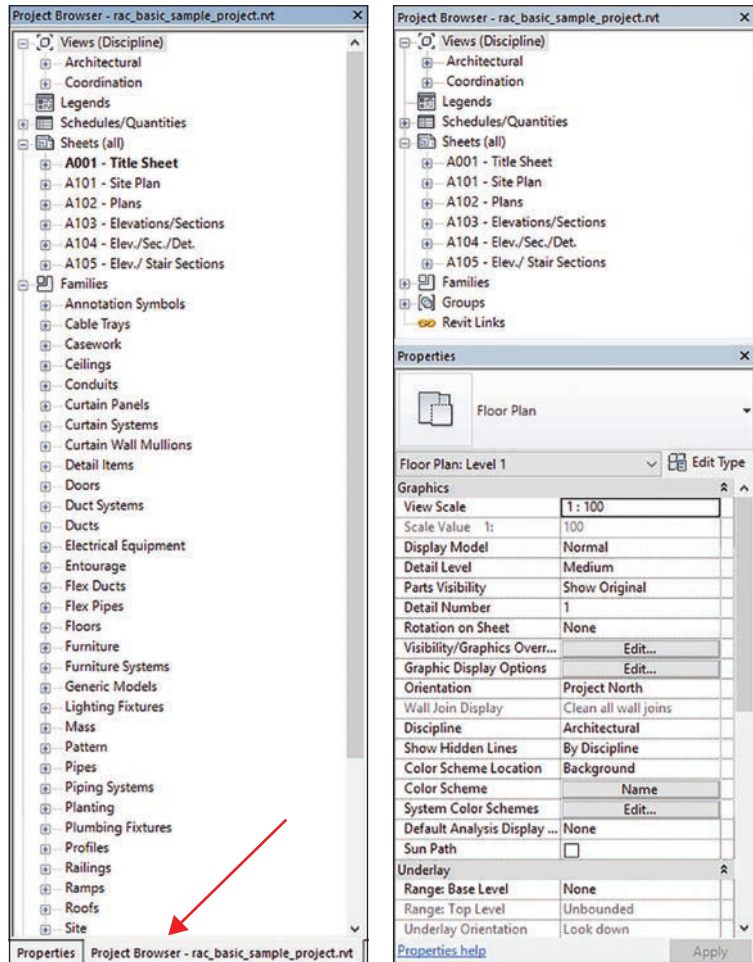 Project Browser - rac_basic_sample_project.rvt
Views (Discipline)
Architectural
Coordination
Legends
Schedules/Quantities
Sheets (all)
A001 - Title Sheet
A101 - Site Plan
A102 - Plans
A103 - Elevations/Sections
A104 - Elev./Sec./Det.
A105 - Elev./ Stair Sections
Families
Annotation Symbols
Cable Trays
Casework
Ceilings
Conduits
Curtain Panels
Curtain Systems
Curtain Wall Mullions
Detail Items
Doors
Duct Systems
Ducts
Electrical Equipment
Entourage
Flex Ducts
Flex Pipes
Floors
Furniture
Furniture Systems
Generic Models
Lighting Fixtures
Mass
Pattern
Pipes
Piping Systems
Planting
Plumbing Fixtures
Profiles
Railings
Ramps
Roofs
Site
Properties Project Browser - rac_basic_sample_project.rvt
Project Browser - rac_basic_sample_project.rvt
Views (Discipline)
Architectural
Coordination
Legends
Schedules/Quantities
Sheets (all)
A001 - Title Sheet
A101 - Site Plan
A102 - Plans
A103 - Elevations/Sections
A104 - Elev./Sec./Det.
A105 - Elev./ Stair Sections
Families
Groups
Revit Links
Properties
Floor Plan
Floor Plan: Level 1 Edit Type
Graphics
View Scale 1 : 100
Scale Value 1: 100
Display Model Normal
Detail Level Medium
Parts Visibility Show Original
Detail Number 1
Rotation on Sheet None
Visibility/Graphics Overr... Edit...
Graphic Display Options Edit...
Orientation Project North
Wall Join Display Clean all wall joins
Discipline Architectural
Show Hidden Lines By Discipline
Color Scheme Location Background
Color Scheme Name
System Color Schemes Edit...
Default Analysis Display ... None
Sun Path
Underlay
Range: Base Level None
Range: Top Level Unbounded
Underlay Orientation Look down
Properties help Apply